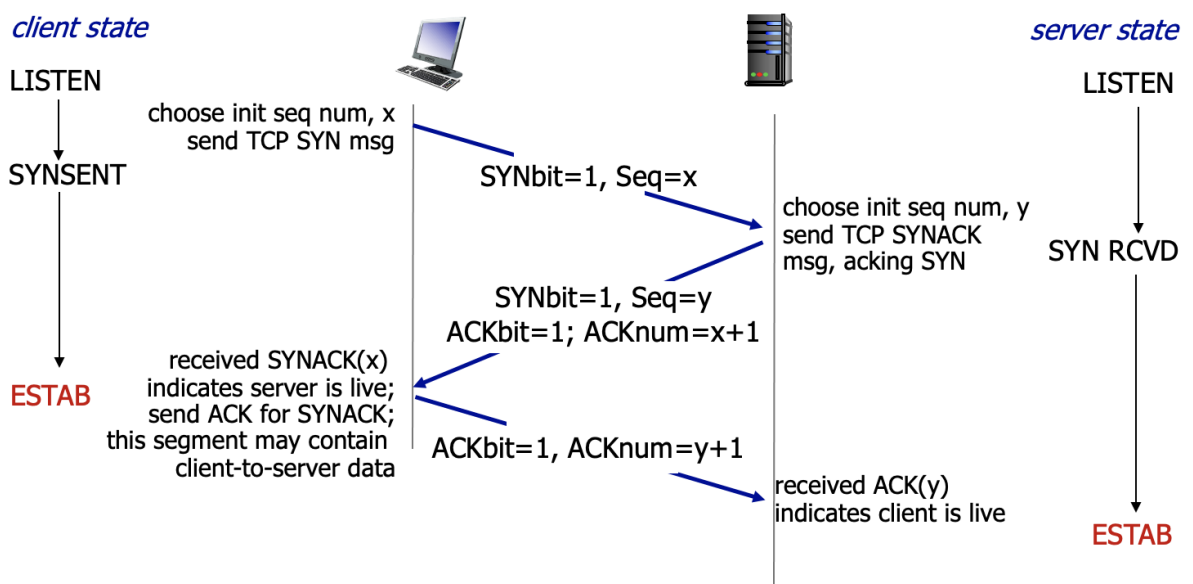 client state
server state
LISTEN
LISTEN
choose init seq num, x
send TCP SYN msg
SYNSENT
SYNbit=1, Seq=x
choose init seq num, y
send TCP SYNACK
msg, acking SYN
SYN RCVD
SYNbit=1, Seq=y
ACKbit=1; ACKnum=x+1
received SYNACK(x)
indicates server is live;
send ACK for SYNACK;
this segment may contain
client-to-server data
ESTAB
ACKbit=1, ACKnum=y+1
received ACK(y)
indicates client is live
ESTAB